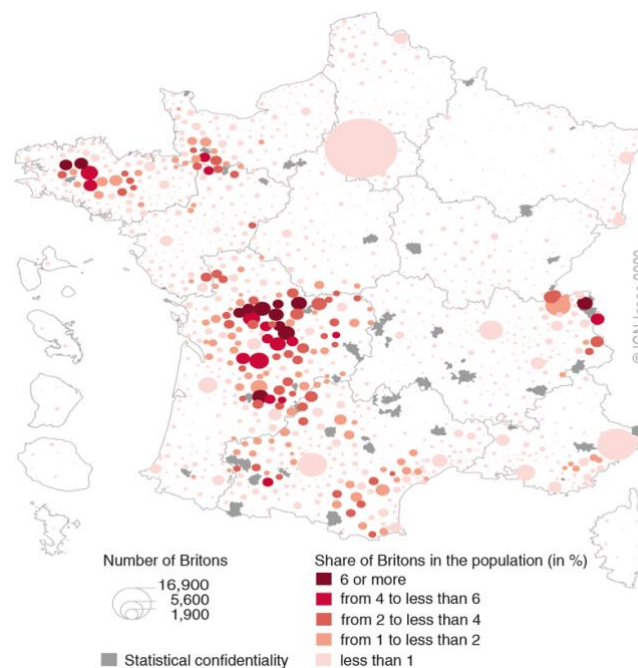 Number of Britons
16,900
5,600
1,900
Statistical confidentiality
Share of Britons in the population (in %)
6 or more
from 4 to less than 6
from 2 to less than 4
from 1 to less than 2
less than 1